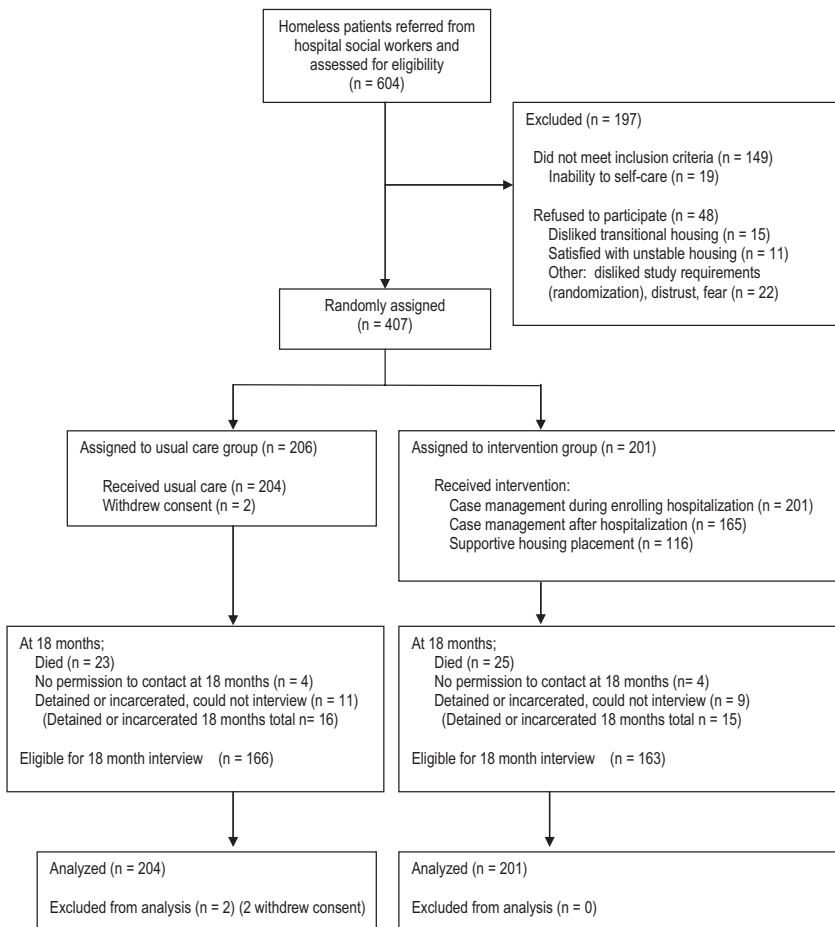 Homeless patients referred from
hospital social workers and
assessed for eligibility
(n = 604)
Excluded (n = 197)
Did not meet inclusion criteria (n = 149)
Inability to self-care (n = 19)
Refused to participate (n = 48)
Disliked transitional housing (n = 15)
Satisfied with unstable housing (n = 11)
Other: disliked study requirements
(randomization), distrust, fear (n = 22)
Randomly assigned
(n = 407)
Assigned to usual care group (n = 206)
Received usual care (n = 204)
Withdrew consent (n = 2)
Assigned to intervention group (n = 201)
Received intervention:
Case management during enrolling hospitalization (n = 201)
Case management after hospitalization (n = 165)
Supportive housing placement (n = 116)
At 18 months;
Died (n = 23)
No permission to contact at 18 months (n = 4)
Detained or incarcerated, could not interview (n = 11)
(Detained or incarcerated 18 months total n= 16)
Eligible for 18 month interview (n = 166)
At 18 months;
Died (n = 25)
No permission to contact at 18 months (n= 4)
Detained or incarcerated, could not interview (n = 9)
(Detained or incarcerated 18 months total n = 15)
Eligible for 18 month interview (n = 163)
Analyzed (n = 204)
Excluded from analysis (n = 2) (2 withdrew consent)
Analyzed (n = 201)
Excluded from analysis (n = 0)